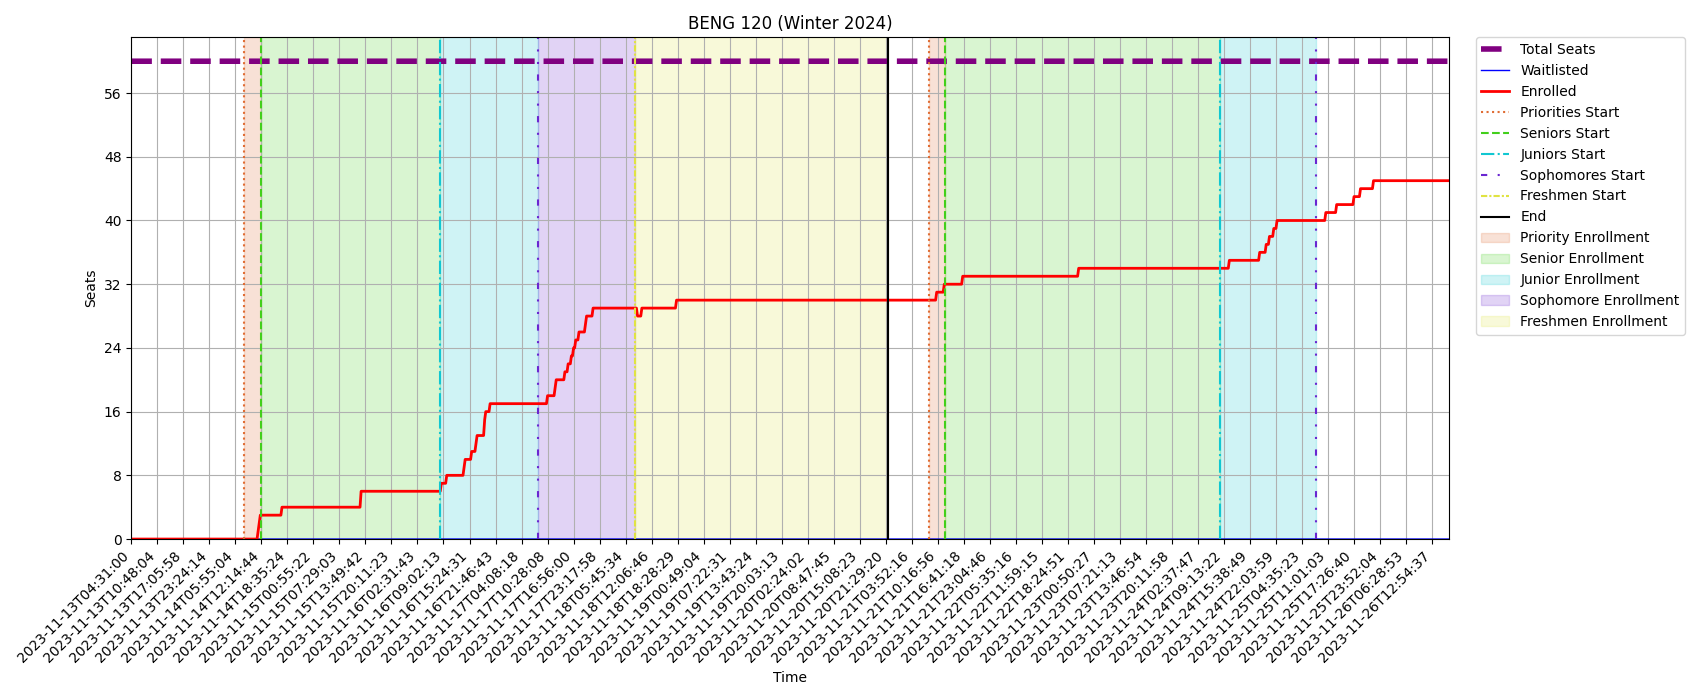 BENG 120 (Winter 2024)
Seats
56
48
40
32
24
16
8
0
2023-11-13T04:31:00
2023-11-13T10:48:04
2023-11-13T17:05:58
2023-11-13T23:24:14
2023-11-14T05:55:04
2023-11-14T12:14:44
2023-11-14T18:35:24
2023-11-15T00:55:22
2023-11-15T07:29:03
2023-11-15T13:49:42
2023-11-15T20:11:23
2023-11-16T02:31:43
2023-11-16T09:02:13
2023-11-16T15:24:31
2023-11-16T21:46:43
2023-11-17T04:08:18
2023-11-17T10:28:08
2023-11-17T16:56:00
2023-11-17T23:17:58
2023-11-18T05:45:34
2023-11-18T12:06:46
2023-11-18T18:28:29
2023-11-19T00:49:04
2023-11-19T07:22:31
2023-11-19T13:43:24
2023-11-19T20:03:13
2023-11-20T02:24:02
2023-11-20T08:47:45
2023-11-20T15:08:23
2023-11-20T21:29:20
2023-11-21T03:52:16
2023-11-21T10:16:56
2023-11-21T16:41:18
2023-11-21T23:04:46
2023-11-22T05:35:16
2023-11-22T11:59:15
2023-11-22T18:24:51
2023-11-23T00:50:27
2023-11-23T07:21:13
2023-11-23T13:46:54
2023-11-23T20:11:58
2023-11-24T02:37:47
2023-11-24T09:13:22
2023-11-24T15:38:49
2023-11-24T22:03:59
2023-11-25T04:35:23
2023-11-25T11:01:03
2023-11-25T17:26:40
2023-11-25T23:52:04
2023-11-26T06:28:53
2023-11-26T12:54:37
Time
Total Seats
Waitlisted
Enrolled
Priorities Start
Seniors Start
Juniors Start
Sophomores Start
Freshmen Start
End
Priority Enrollment
Senior Enrollment
Junior Enrollment
Sophomore Enrollment
Freshmen Enrollment